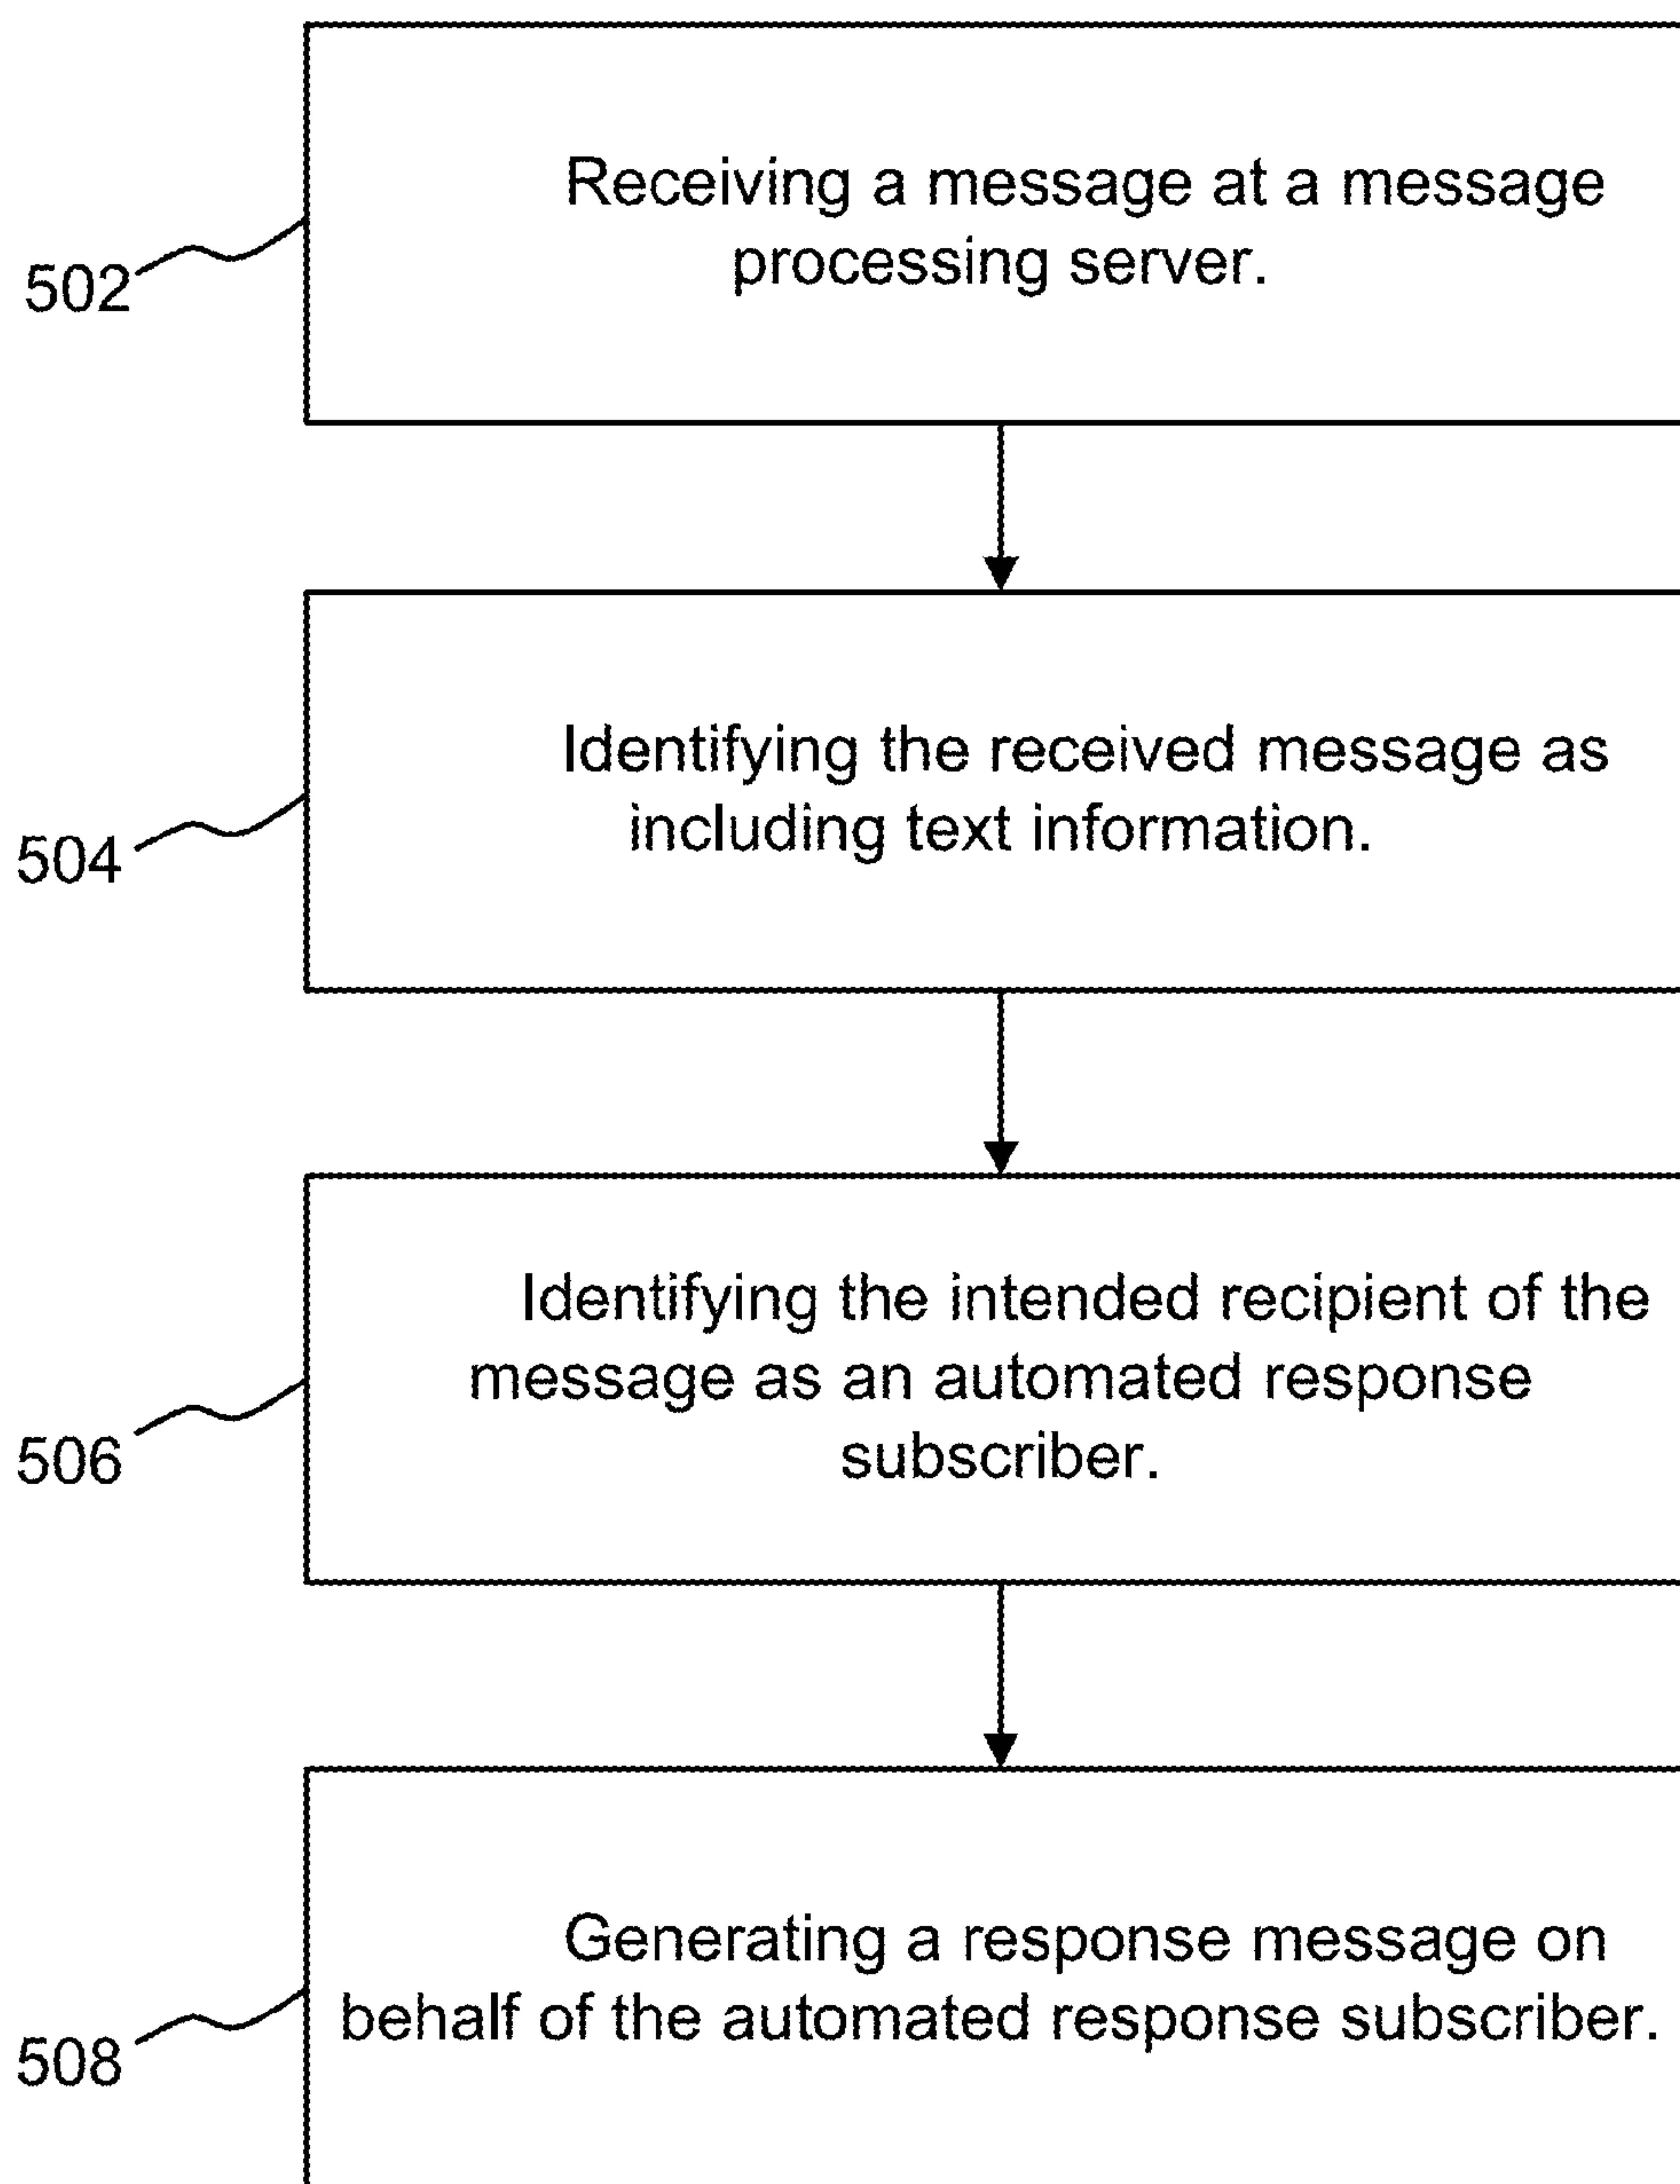 Receiving a message at a message
processing server.
502
Identifying the received message as
including text information.
504
Identifying the intended recipient of the
message as an automated response
subscriber.
506
Generating a response message on
behalf of the automated response subscriber.
508